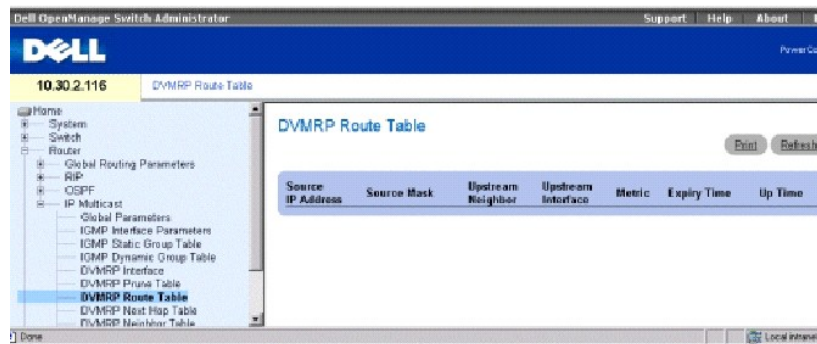 Dell OpenManage Switch Administrator
Support Help About
DELL
10.30.2.116
DVMRP Route Table
Home
System
Switch
Router
Global Routing Parameters
RIP
OSPF
IP Multicast
Global Parameters
IGMP Interface Parameters
IGMP Static Group Table
IGMP Dynamic Group Table
DVMRP Interface
DVMRP Prune Table
DVMRP Route Table
DVMRP Next Hop Table
DVMRP Neighbor Table
DVMRP Route Table
Print Refresh
Source IP Address Source Mask Upstream Neighbor Upstream Interface Metric Expiry Time Up Time
Done
Local intrane